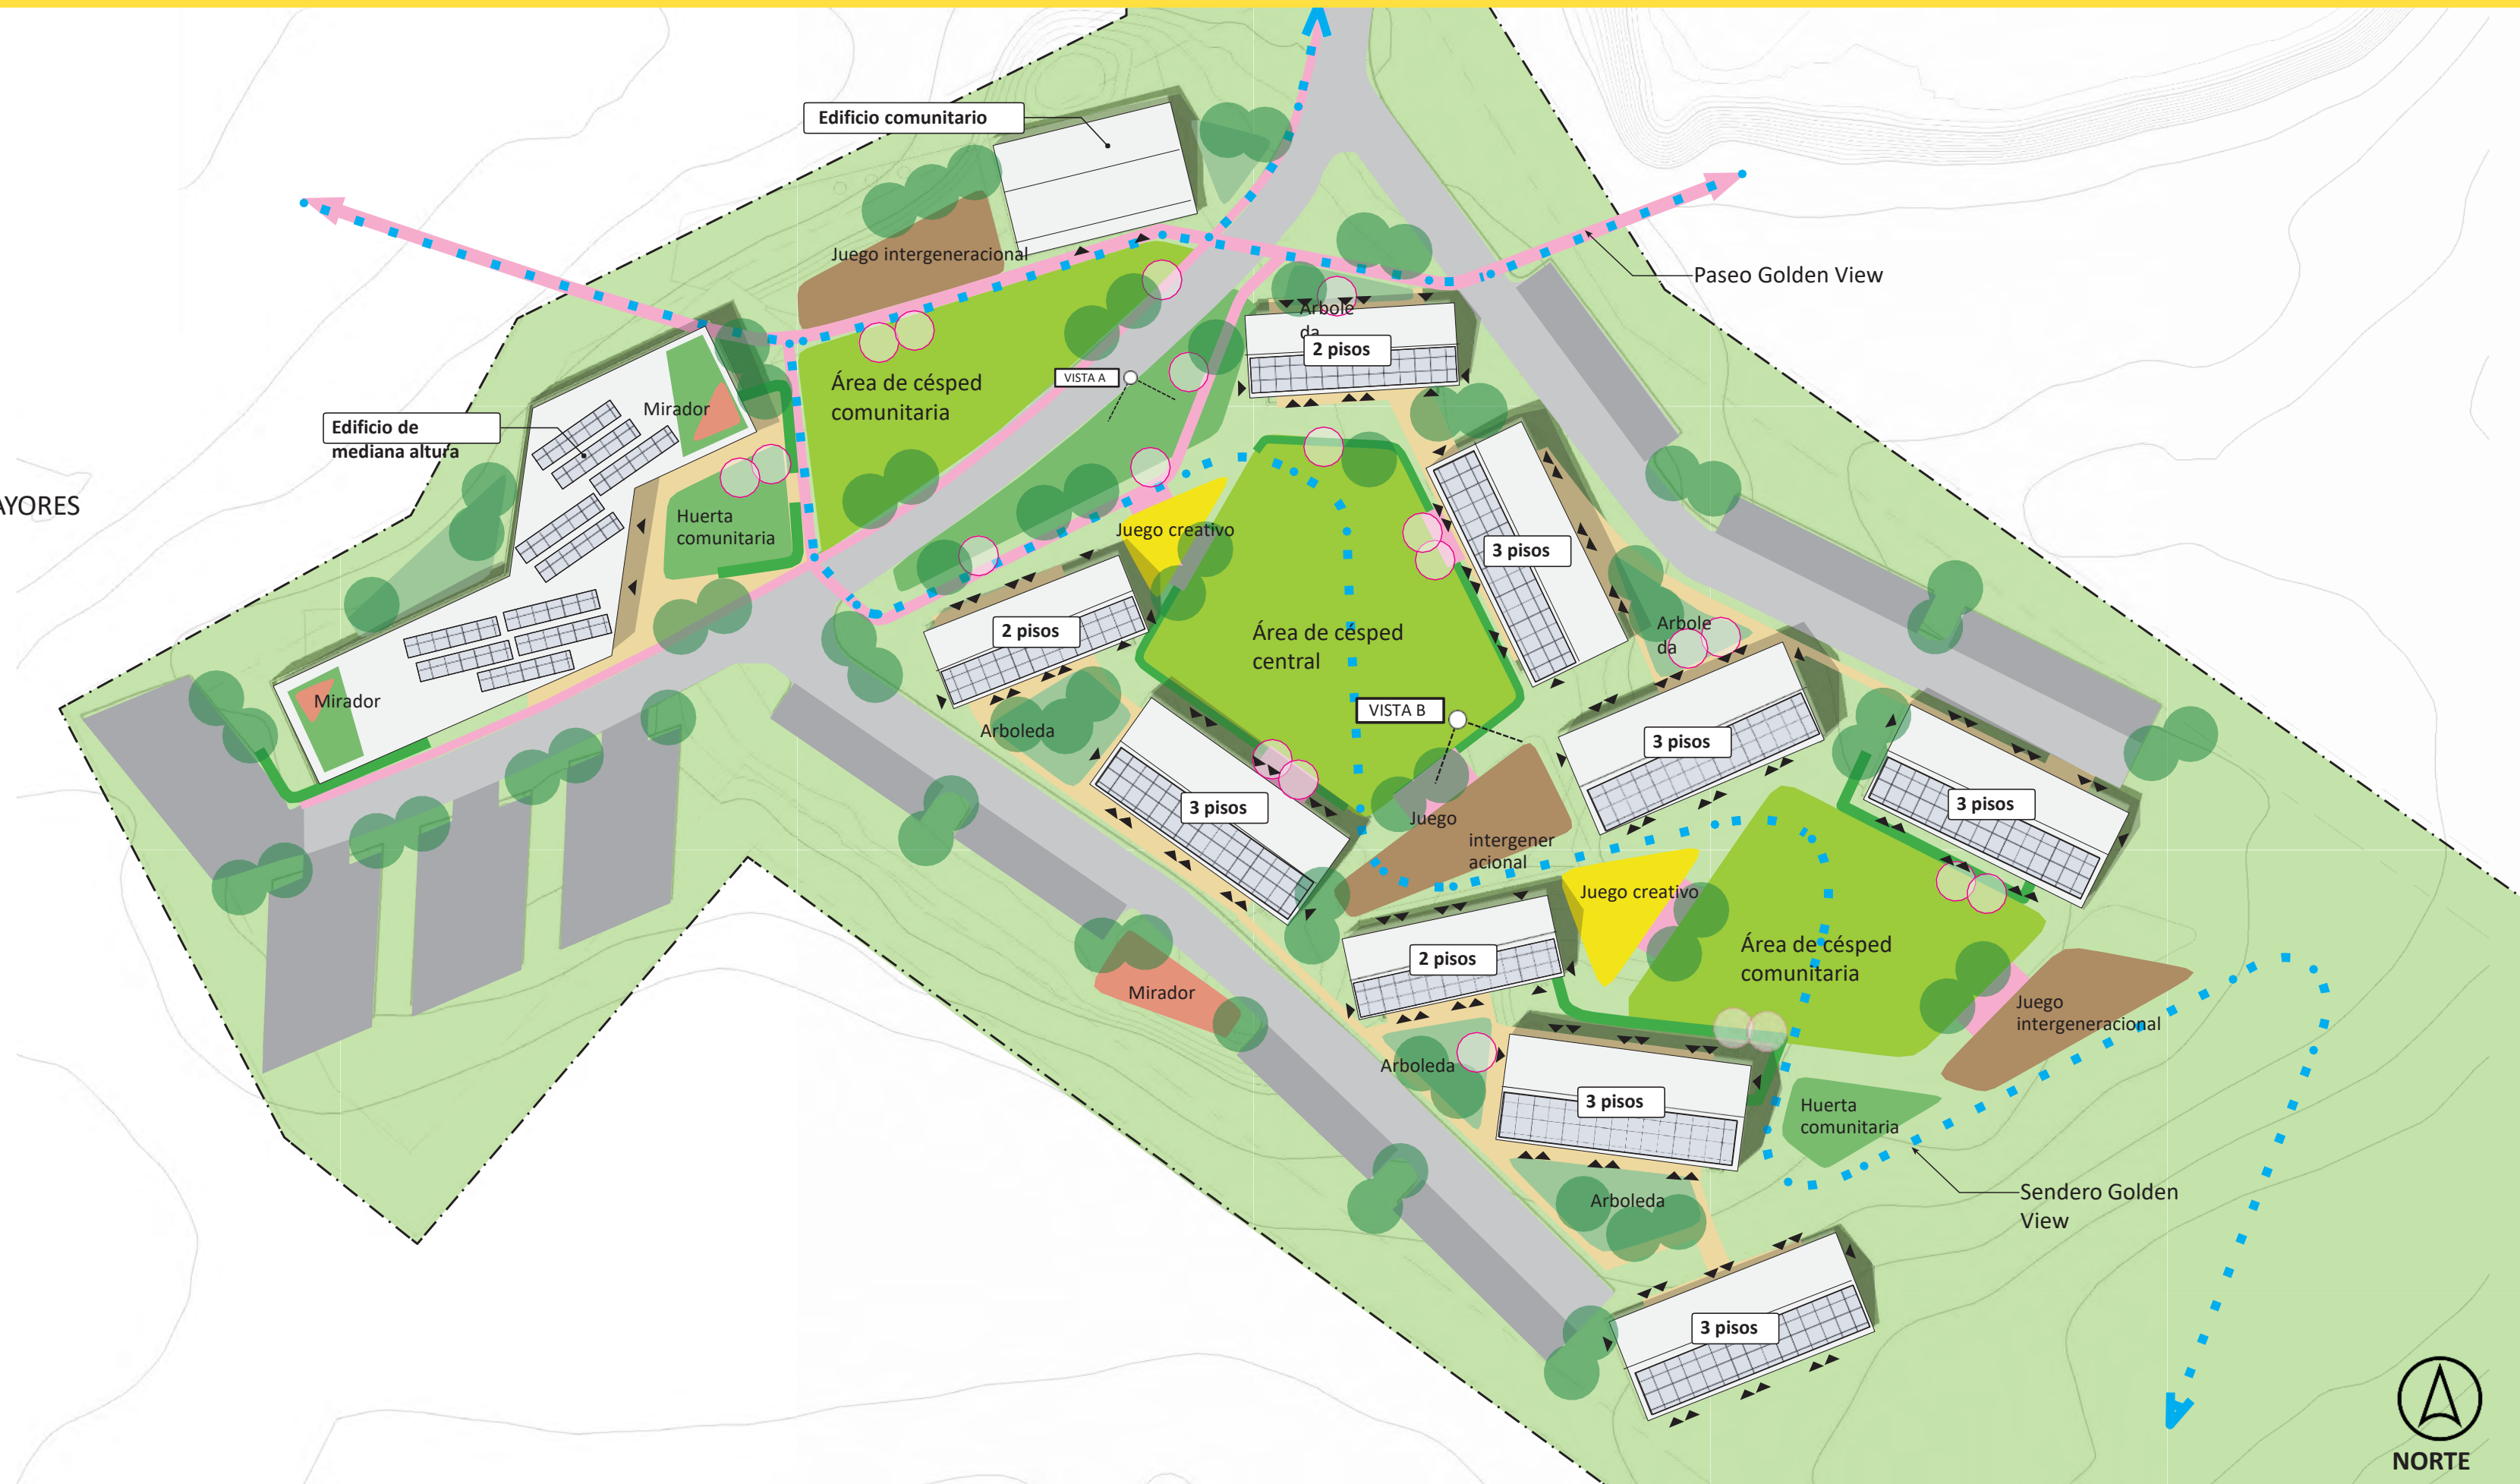 Edificio comunitario
Juego intergeneracional
Paseo Golden View
Arbole
da
2 pisos
VISTA A
Área de césped
comunitaria
Mirador
Edificio de
mediana altura
AYORES
Huerta
comunitaria
Juego creativo
3 pisos
2 pisos
Área de césped
central
Arbole
da
Mirador
VISTA B
Arboleda
3 pisos
3 pisos
3 pisos
Juego
intergener
acional
Juego creativo
2 pisos
Área de césped
comunitaria
Mirador
Juego
intergeneracional
Arboleda
3 pisos
Huerta
comunitaria
Arboleda
Sendero Golden
View
3 pisos
NORTE